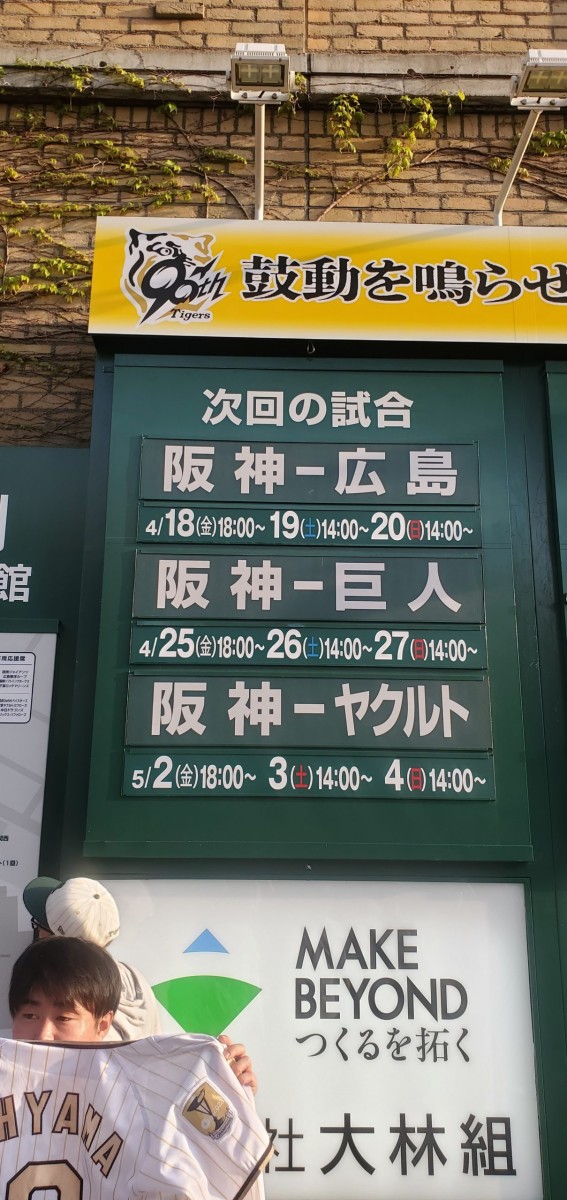 90th
Tigers
鼓動を鳴らせ
次回の試合
阪神－広島
4/18(金)18:00~ 19(土)14:00~ 20(日)14:00~
阪神－巨人
4/25(金)18:00~ 26(土)14:00~ 27(日)14:00~
阪神－ヤクルト
5/2(金)18:00~ 3(土)14:00~ 4(日)14:00~
館
MAKE
BEYOND
つくるを拓く
社 大林組
HYAMA